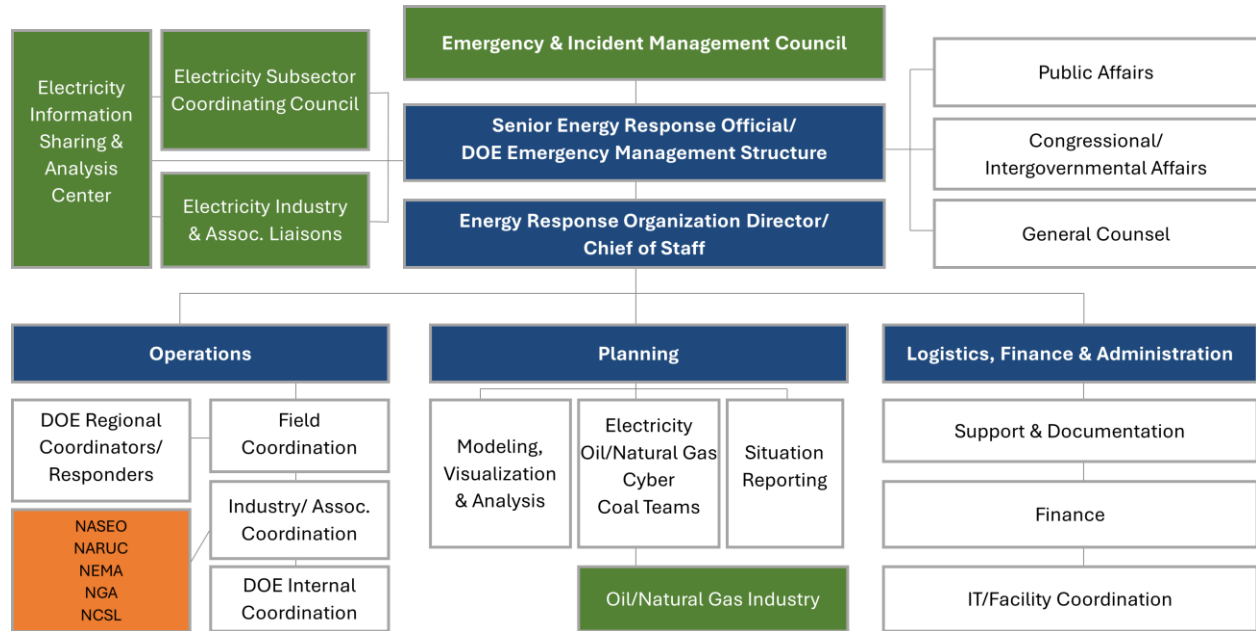 Emergency & Incident Management Council
Electricity
Information
Sharing &
Analysis
Center
Electricity Subsector
Coordinating Council
Electricity Industry
& Assoc. Liaisons
Senior Energy Response Official/
DOE Emergency Management Structure
Energy Response Organization Director/
Chief of Staff
Public Affairs
Congressional/
Intergovernmental Affairs
General Counsel
Operations
DOE Regional
Coordinators/
Responders
Field
Coordination
NASEO
NARUC
NEMA
NGA
NCSL
Industry/ Assoc.
Coordination
DOE Internal
Coordination
Planning
Modeling,
Visualization
& Analysis
Electricity
Oil/Natural Gas
Cyber
Coal Teams
Situation
Reporting
Oil/Natural Gas Industry
Logistics, Finance & Administration
Support & Documentation
Finance
IT/Facility Coordination